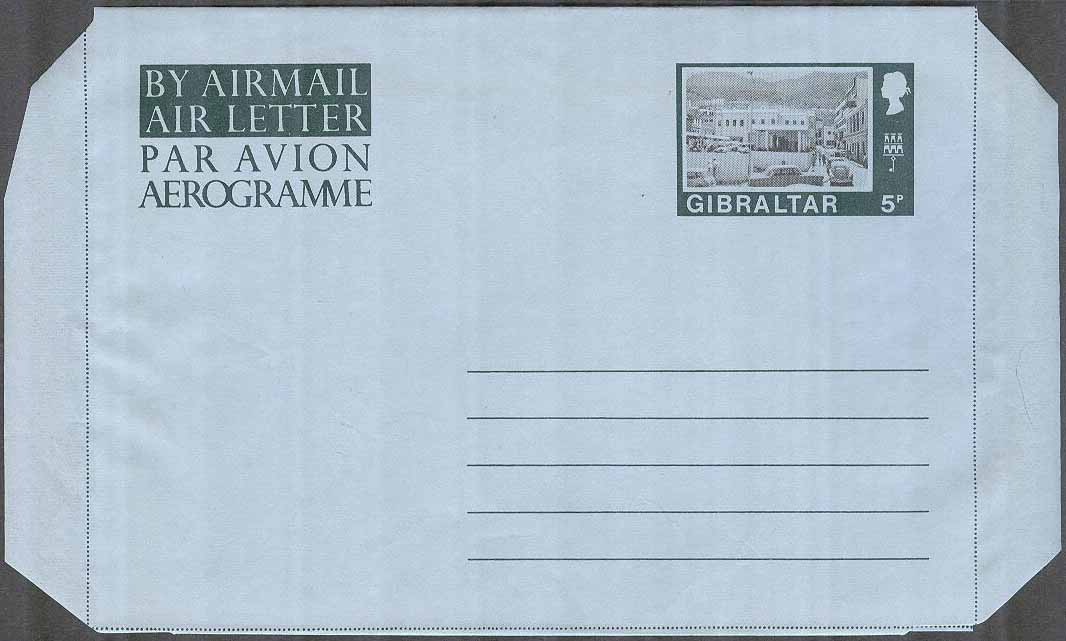 BY AIRMAIL
AIR LETTER
PAR AVION
AEROGRAMME
GIBRALTAR 5P